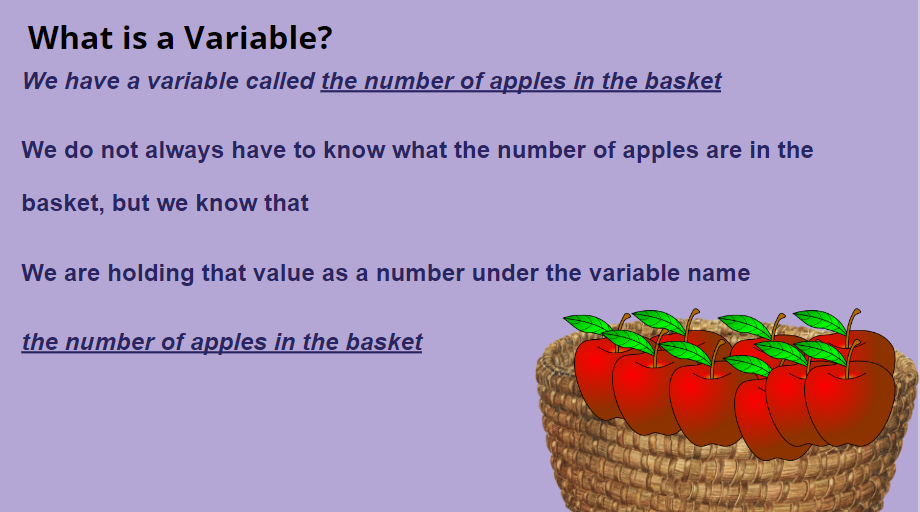 What is a Variable?
We have a variable called the number of apples in the basket
We do not always have to know what the number of apples are in the
basket, but we know that
We are holding that value as a number under the variable name
the number of apples in the basket